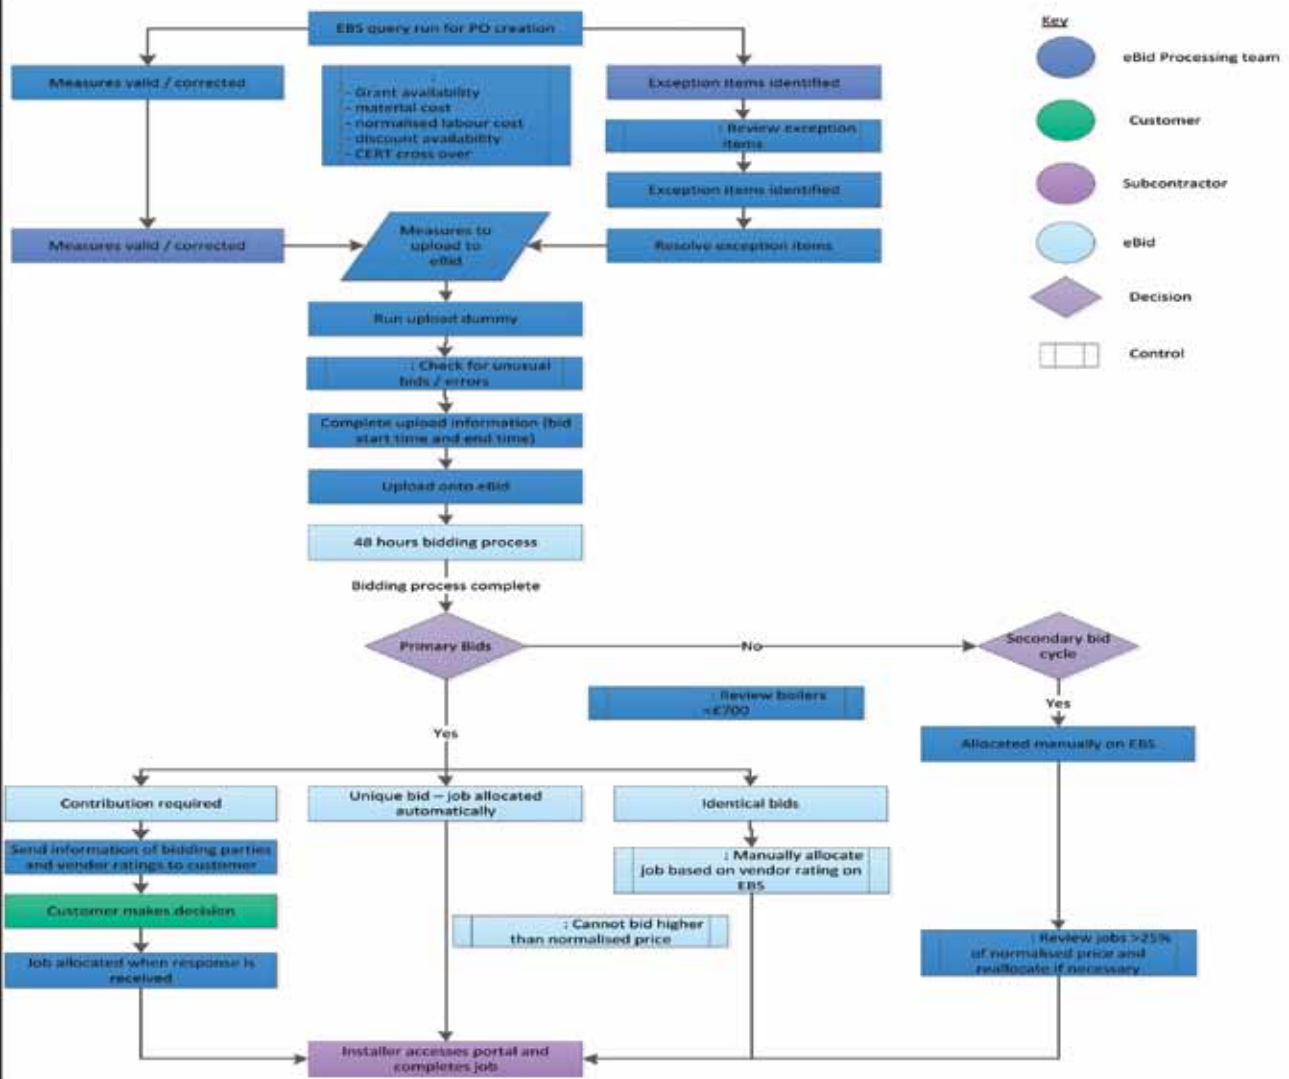 EBS query run for PO creation
Measures valid / corrected
:
- Grant availability
- material cost
- normalised labour cost
- discount availability
- CERT cross over
Exception items identified
: Review exception
items
Exception items identified
Measures valid / corrected
Measures to
upload to
eBid
Resolve exception items
Run upload dummy
: Check for unusual
bids / errors
Complete upload information (bid
start time and end time)
Upload onto eBid
48 hours bidding process
Bidding process complete
Primary Bids
No
Secondary bid
cycle
: Review boilers
<£700
Yes
Yes
Allocated manually on EBS
Contribution required
Unique bid – job allocated
automatically
Identical bids
Send information of bidding parties
and vendor ratings to customer
: Manually allocate
job based on vendor rating on
EBS
Customer makes decision
: Cannot bid higher
than normalised price
Job allocated when response is
received
: Review jobs >25%
of normalised price and
reallocate if necessary
Installer accesses portal and
completes job
Key
eBid Processing team
Customer
Subcontractor
eBid
Decision
Control